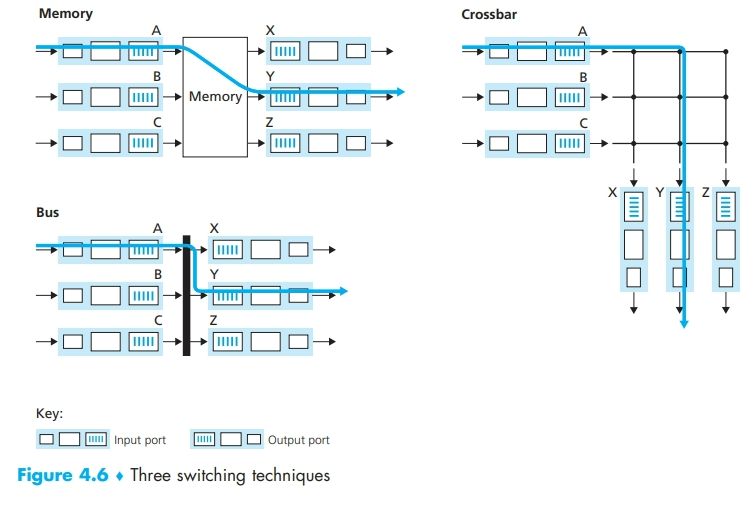 Memory
A
X
B
Y
Memory
C
Z
Crossbar
A
B
C
X
Y
Z
Bus
A
X
B
Y
C
Z
Key:
Input port
Output port
Figure 4.6 ♦ Three switching techniques